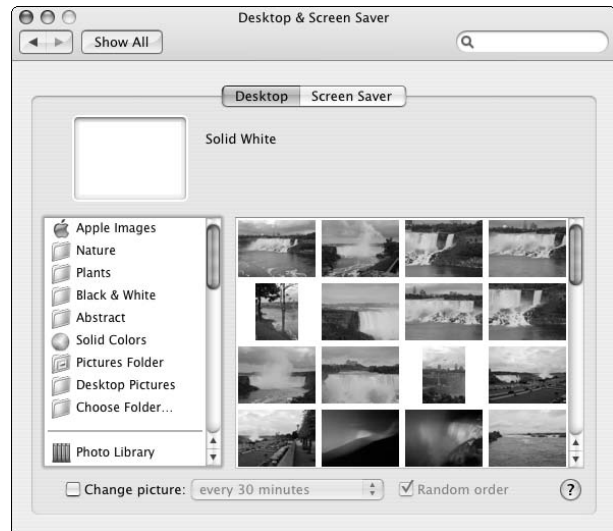 Desktop & Screen Saver
Show All
Desktop
Screen Saver
Solid White
Apple Images
Nature
Plants
Black & White
Abstract
Solid Colors
Pictures Folder
Desktop Pictures
Choose Folder...
Photo Library
Change picture:
every 30 minutes
Random order
?